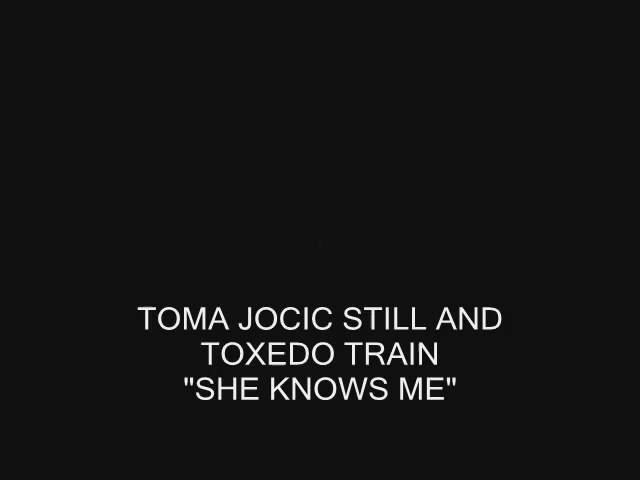 TOMA JOCIC STILL AND
TOXEDO TRAIN
"SHE KNOWS ME"